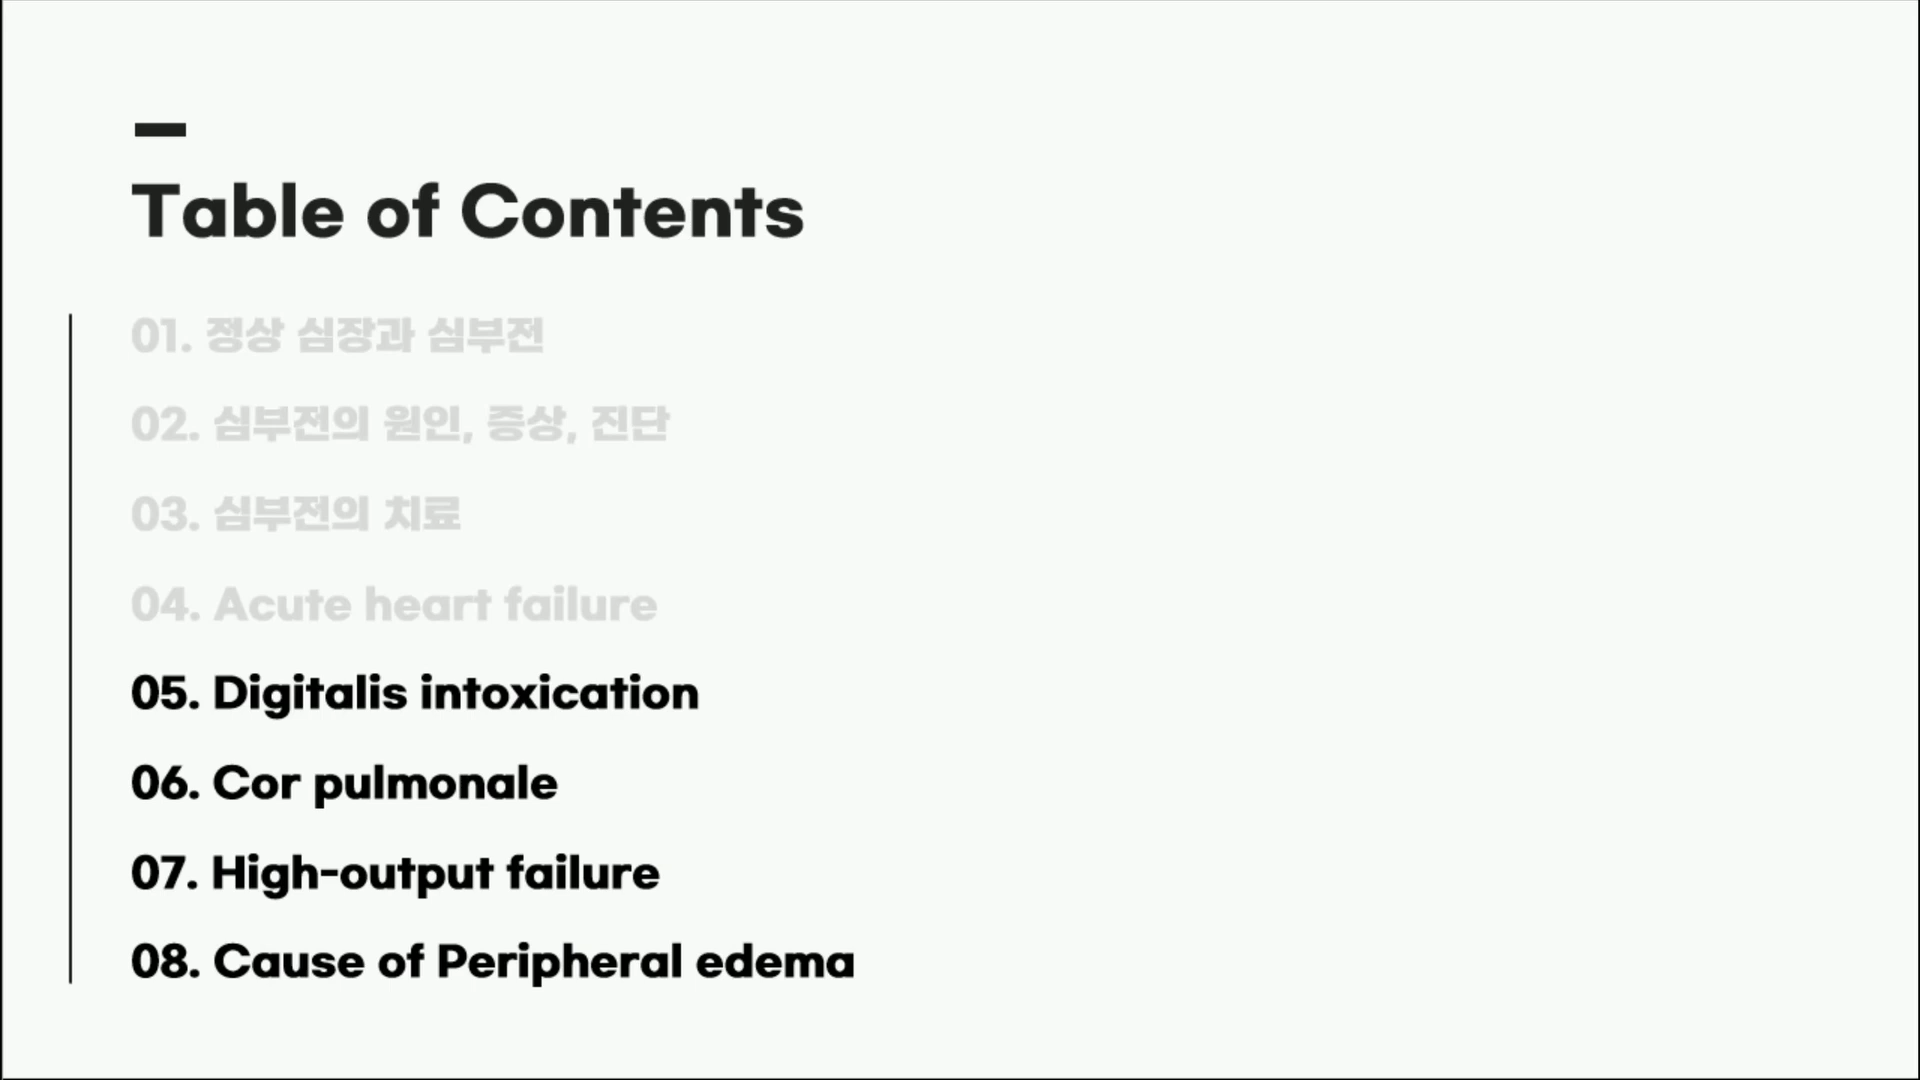 Table of Contents
01. 정상 심장과 심부전
02. 심부전의 원인, 증상, 진단
03. 심부전의 치료
04. Acute heart failure
05. Digitalis intoxication
06. Cor pulmonale
07. High-output failure
08. Cause of Peripheral edema